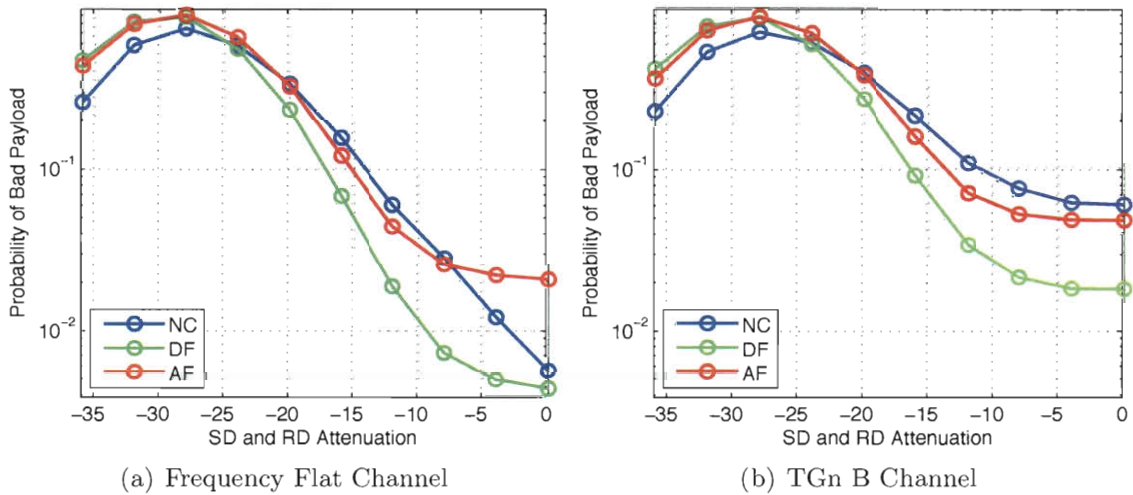 Probability of Bad Payload
10⁻¹
10⁻²
NC
DF
AF
−35 −30 −25 −20 −15 −10 −5 0
SD and RD Attenuation
(a) Frequency Flat Channel
Probability of Bad Payload
10⁻¹
10⁻²
NC
DF
AF
−35 −30 −25 −20 −15 −10 −5 0
SD and RD Attenuation
(b) TGn B Channel